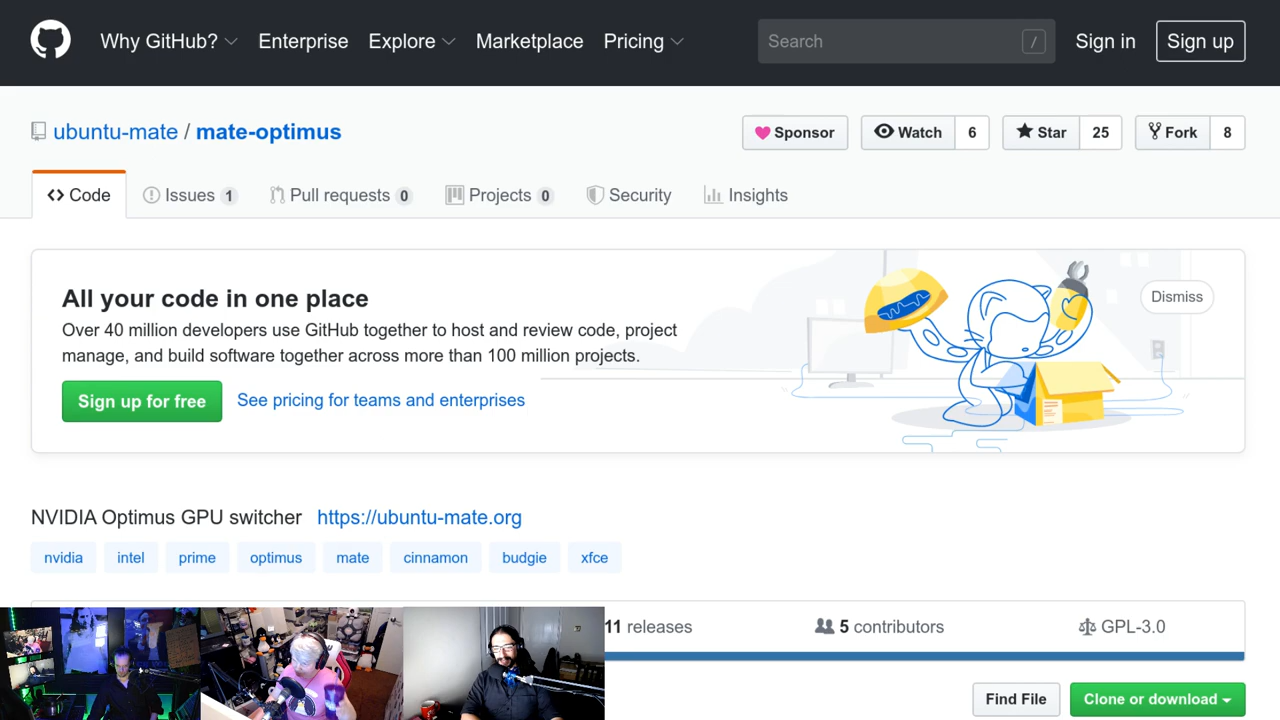 Why GitHub? Enterprise Explore Marketplace Pricing Search / Sign in Sign up
ubuntu-mate / mate-optimus Sponsor Watch 6 Star 25 Fork 8
Code Issues 1 Pull requests 0 Projects 0 Security Insights
All your code in one place
Dismiss
Over 40 million developers use GitHub together to host and review code, project
manage, and build software together across more than 100 million projects.
Sign up for free See pricing for teams and enterprises
NVIDIA Optimus GPU switcher https://ubuntu-mate.org
nvidia intel prime optimus mate cinnamon budgie xfce
11 releases 5 contributors GPL-3.0
Find File Clone or download